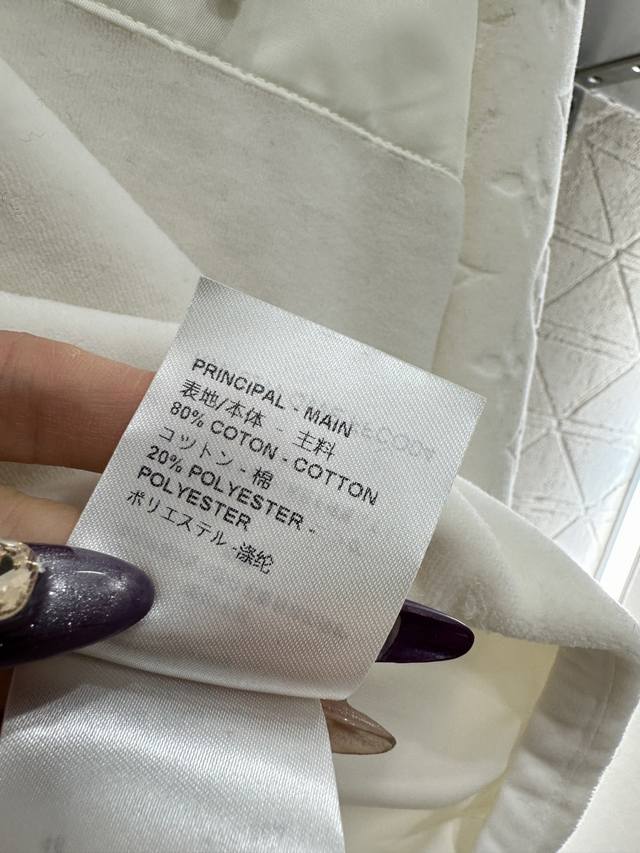 PRINCIPAL - MAIN
表地/本体 - 主料
80% COTON - COTTON
コットン - 棉
20% POLYESTER -
POLYESTER
ポリエステル -涤纶